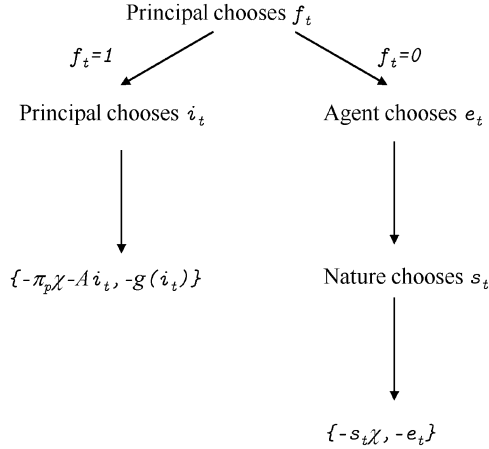 Principal chooses f_t
f_t=1
f_t=0
Principal chooses i_t
Agent chooses e_t
{-π_pχ-Ai_t, -g(i_t)}
Nature chooses s_t
{-s_tχ, -e_t}